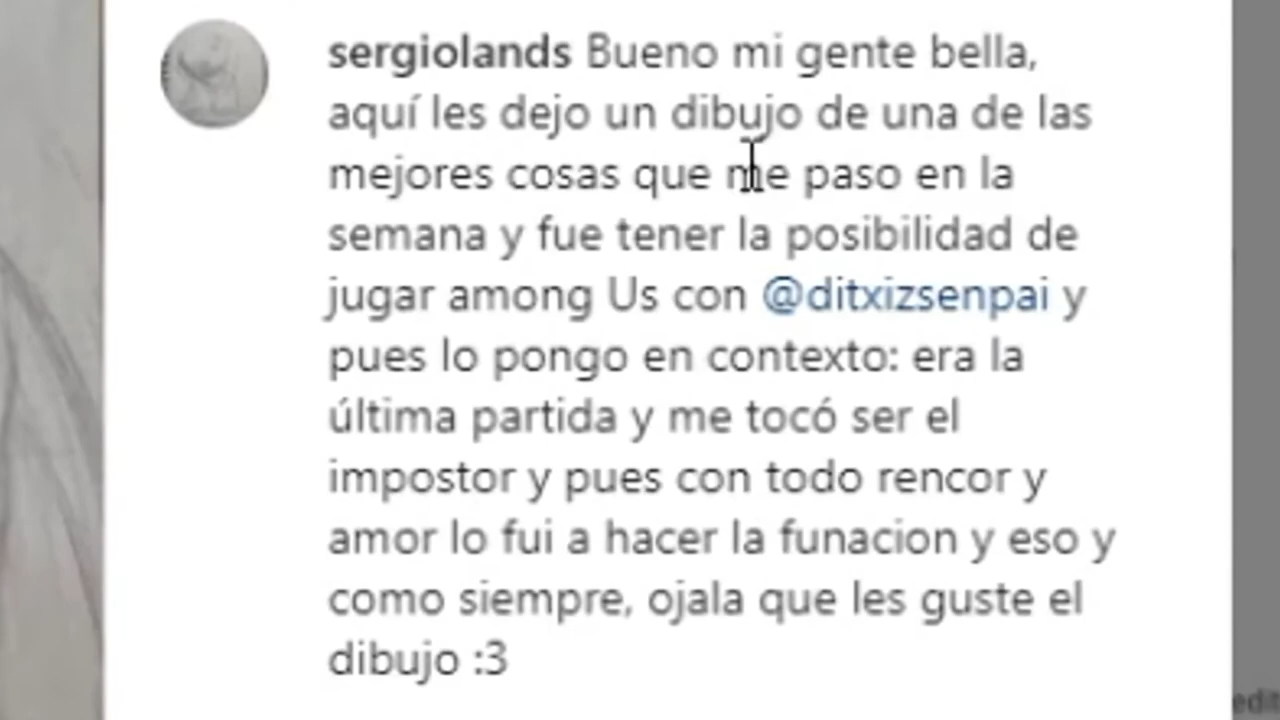 sergiolands Bueno mi gente bella,
aquí les dejo un dibujo de una de las
mejores cosas que me paso en la
semana y fue tener la posibilidad de
jugar among Us con @ditxizsenpai y
pues lo pongo en contexto: era la
última partida y me tocó ser el
impostor y pues con todo rencor y
amor lo fui a hacer la funacion y eso y
como siempre, ojala que les guste el
dibujo :3